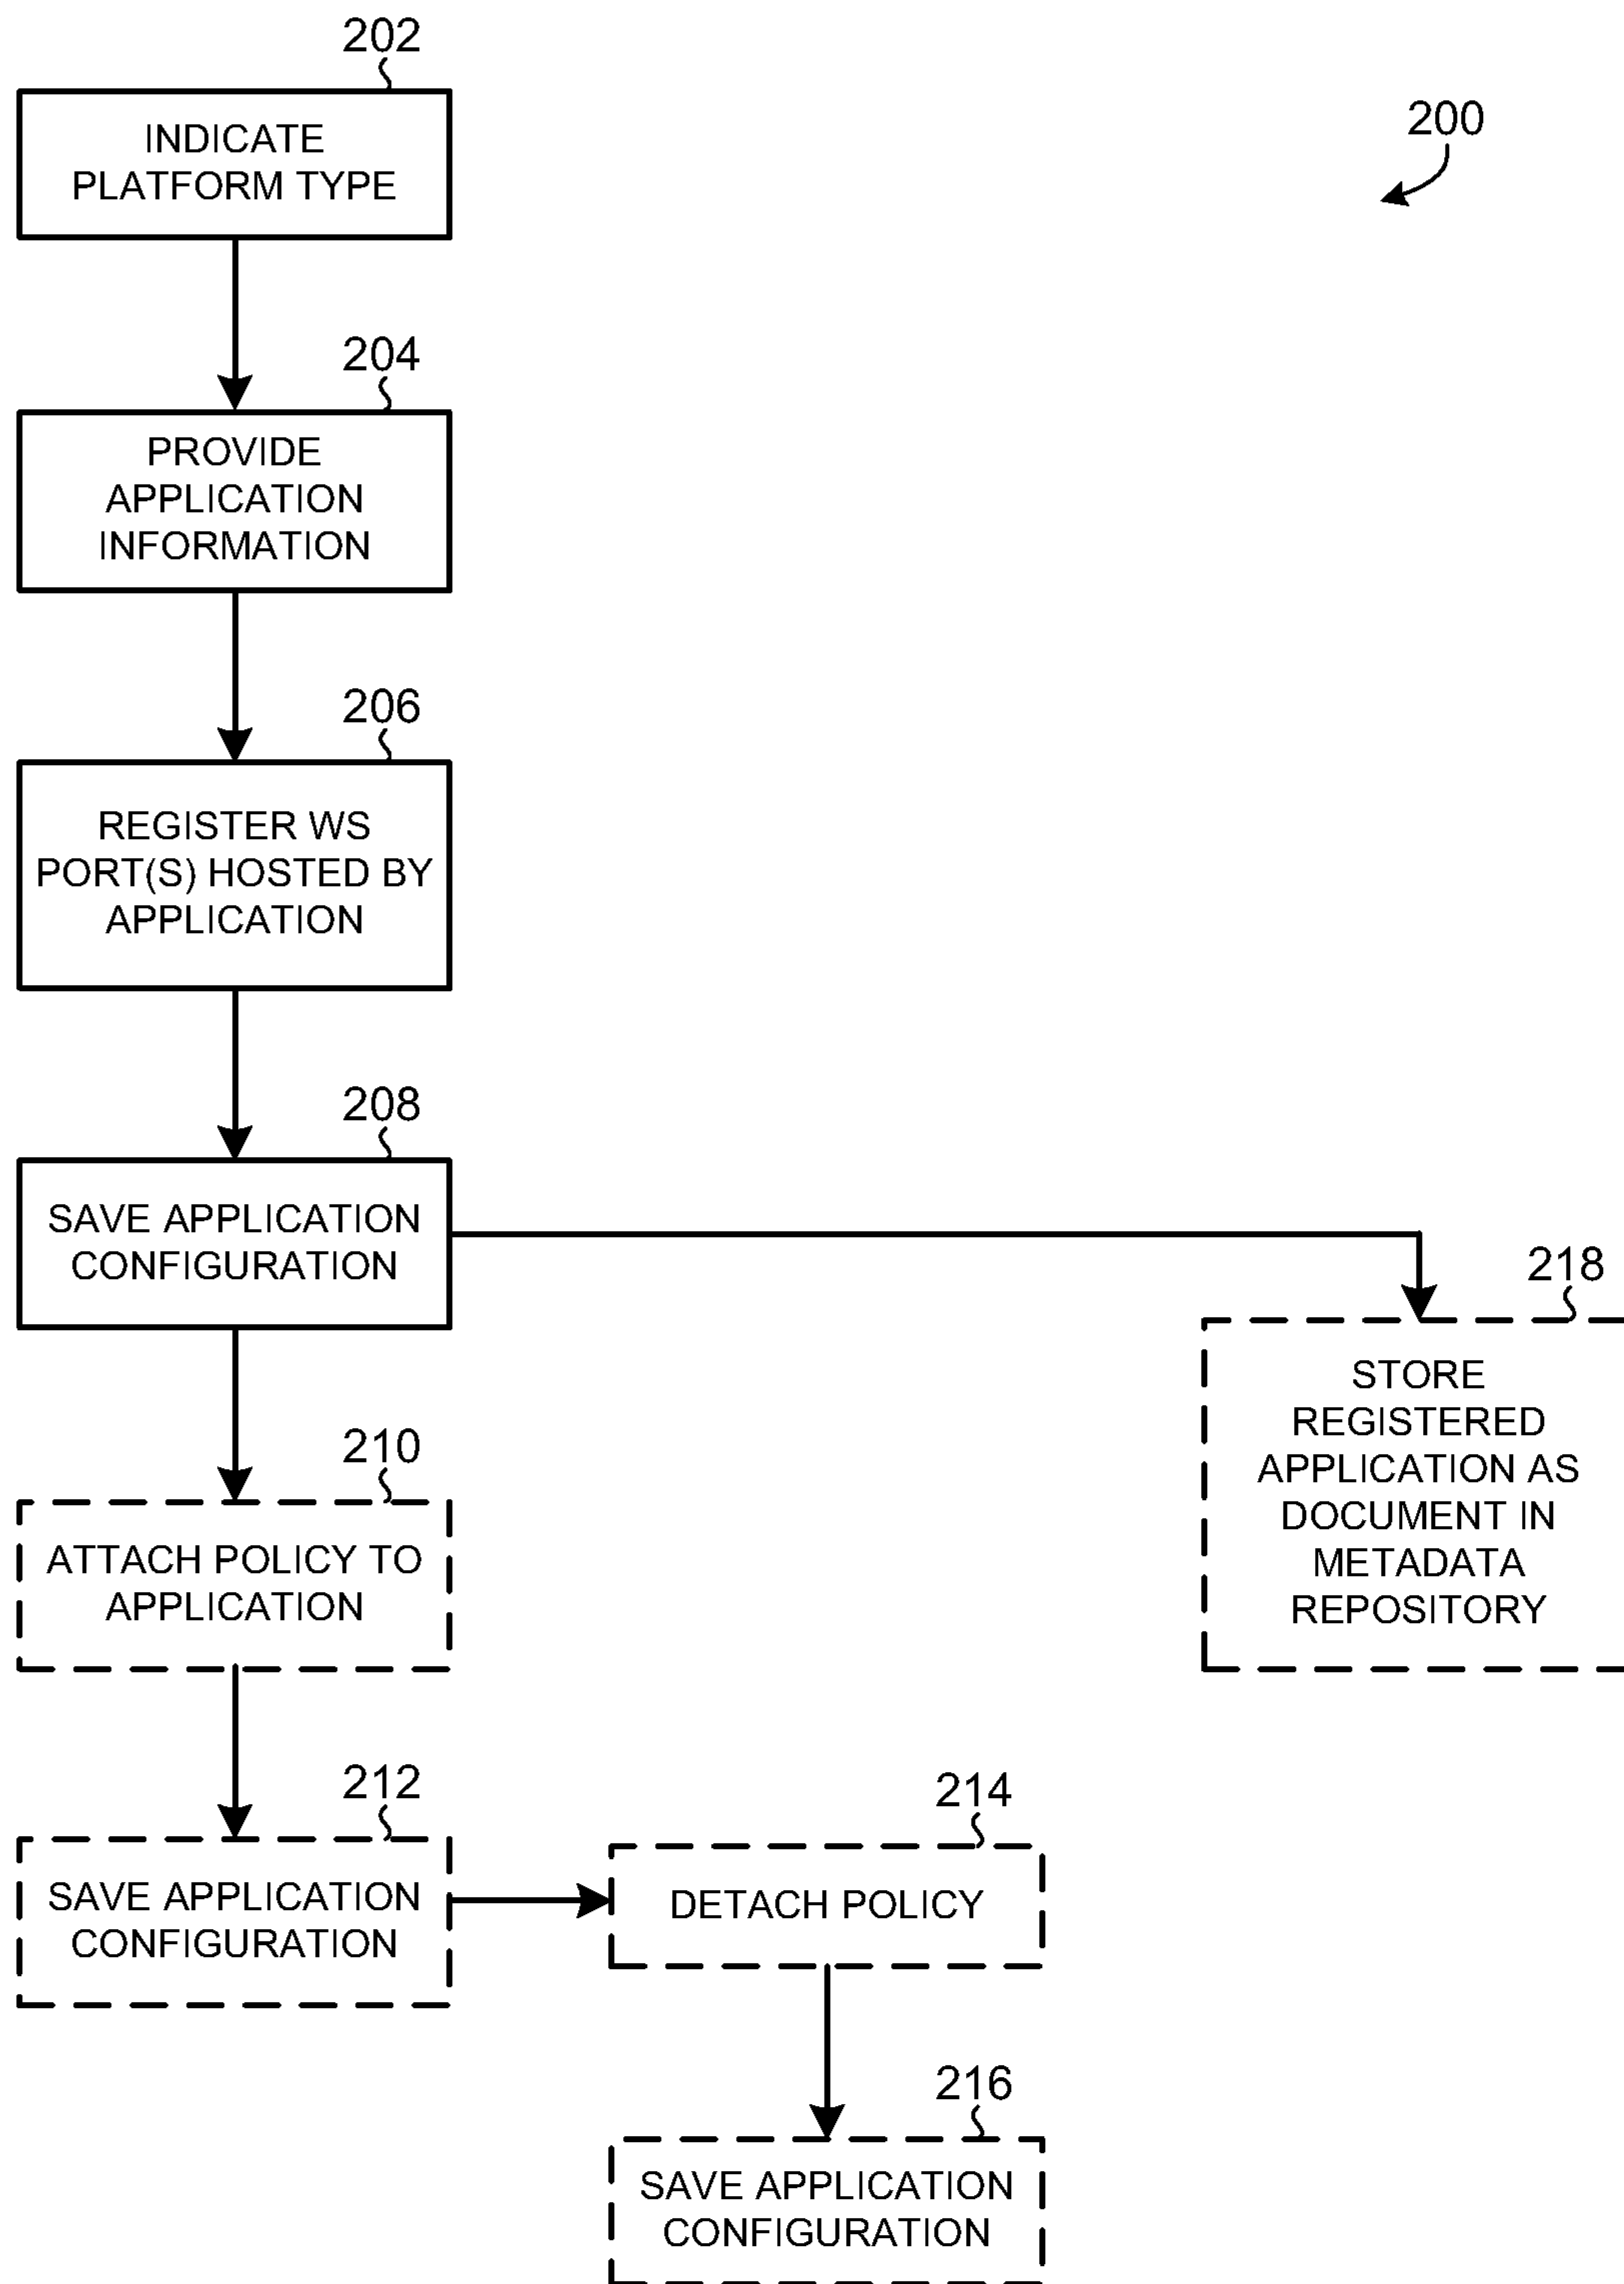 202
INDICATE
PLATFORM TYPE
200
204
PROVIDE
APPLICATION
INFORMATION
206
REGISTER WS
PORT(S) HOSTED BY
APPLICATION
208
SAVE APPLICATION
CONFIGURATION
218
STORE
REGISTERED
APPLICATION AS
DOCUMENT IN
METADATA
REPOSITORY
210
ATTACH POLICY TO
APPLICATION
212
SAVE APPLICATION
CONFIGURATION
214
DETACH POLICY
216
SAVE APPLICATION
CONFIGURATION